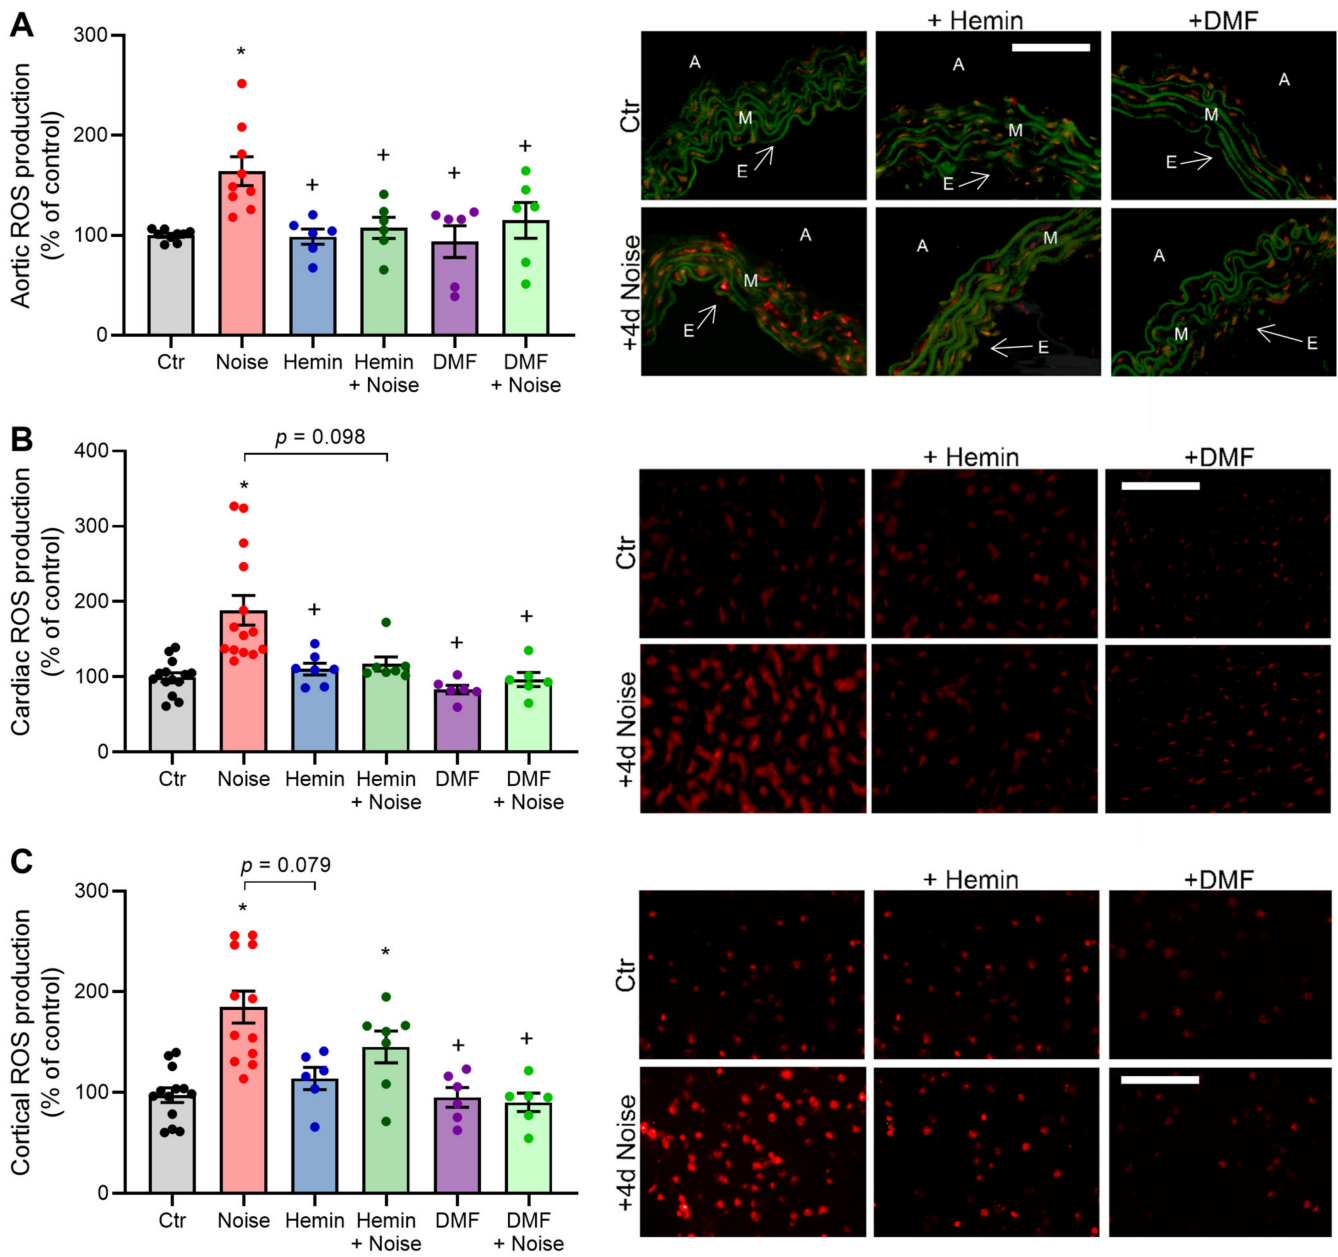 A
Aortic ROS production
(% of control)
300
200
100
0
*
+
+
+
+
Ctr
Noise
Hemin
Hemin
+ Noise
DMF
DMF
+ Noise
+ Hemin
+DMF
Ctr
+4d Noise
A
M
E
A
M
E
A
M
E
A
M
E
A
M
E
A
M
E
B
Cardiac ROS production
(% of control)
400
300
200
100
0
p = 0.098
*
+
+
+
Ctr
Noise
Hemin
Hemin
+ Noise
DMF
DMF
+ Noise
+ Hemin
+DMF
Ctr
+4d Noise
C
Cortical ROS production
(% of control)
300
200
100
0
p = 0.079
*
*
+
+
Ctr
Noise
Hemin
Hemin
+ Noise
DMF
DMF
+ Noise
+ Hemin
+DMF
Ctr
+4d Noise